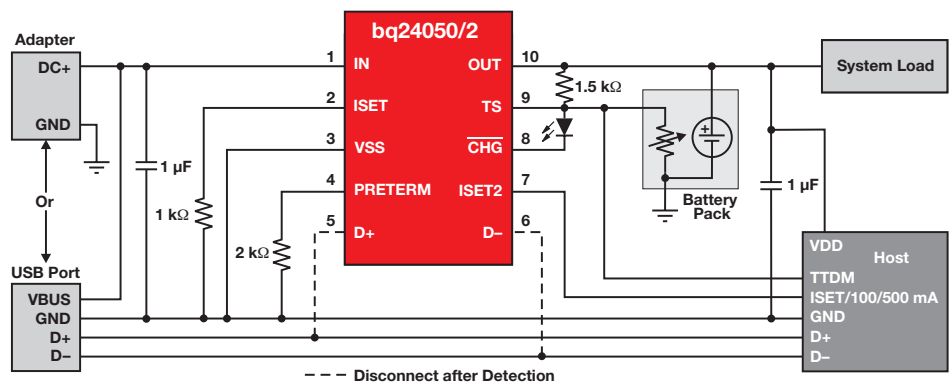 bq24050/2
Adapter
DC+
GND
Or
USB Port
VBUS
GND
D+
D−
1 µF
1 kΩ
2 kΩ
1
IN
2
ISET
3
VSS
4
PRETERM
5
D+
OUT
10
TS
9
CHG
8
ISET2
7
D−
6
1.5 kΩ
System Load
+
Battery
Pack
1 µF
Host
VDD
TTDM
ISET/100/500 mA
GND
D+
D−
Disconnect after Detection